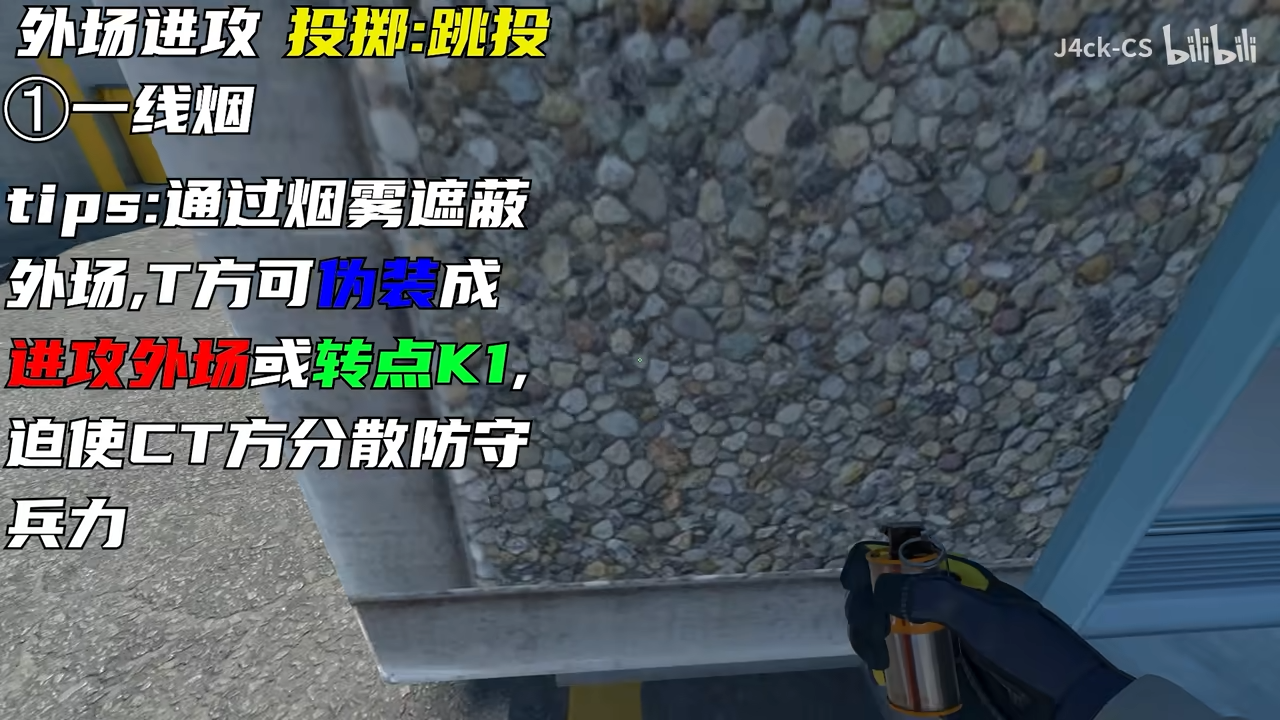 外场进攻 投掷:跳投
J4ck-CS bilibili
①一线烟
tips:通过烟雾遮蔽
外场,T方可伪装成
进攻外场或转点K1,
迫使CT方分散防守
兵力